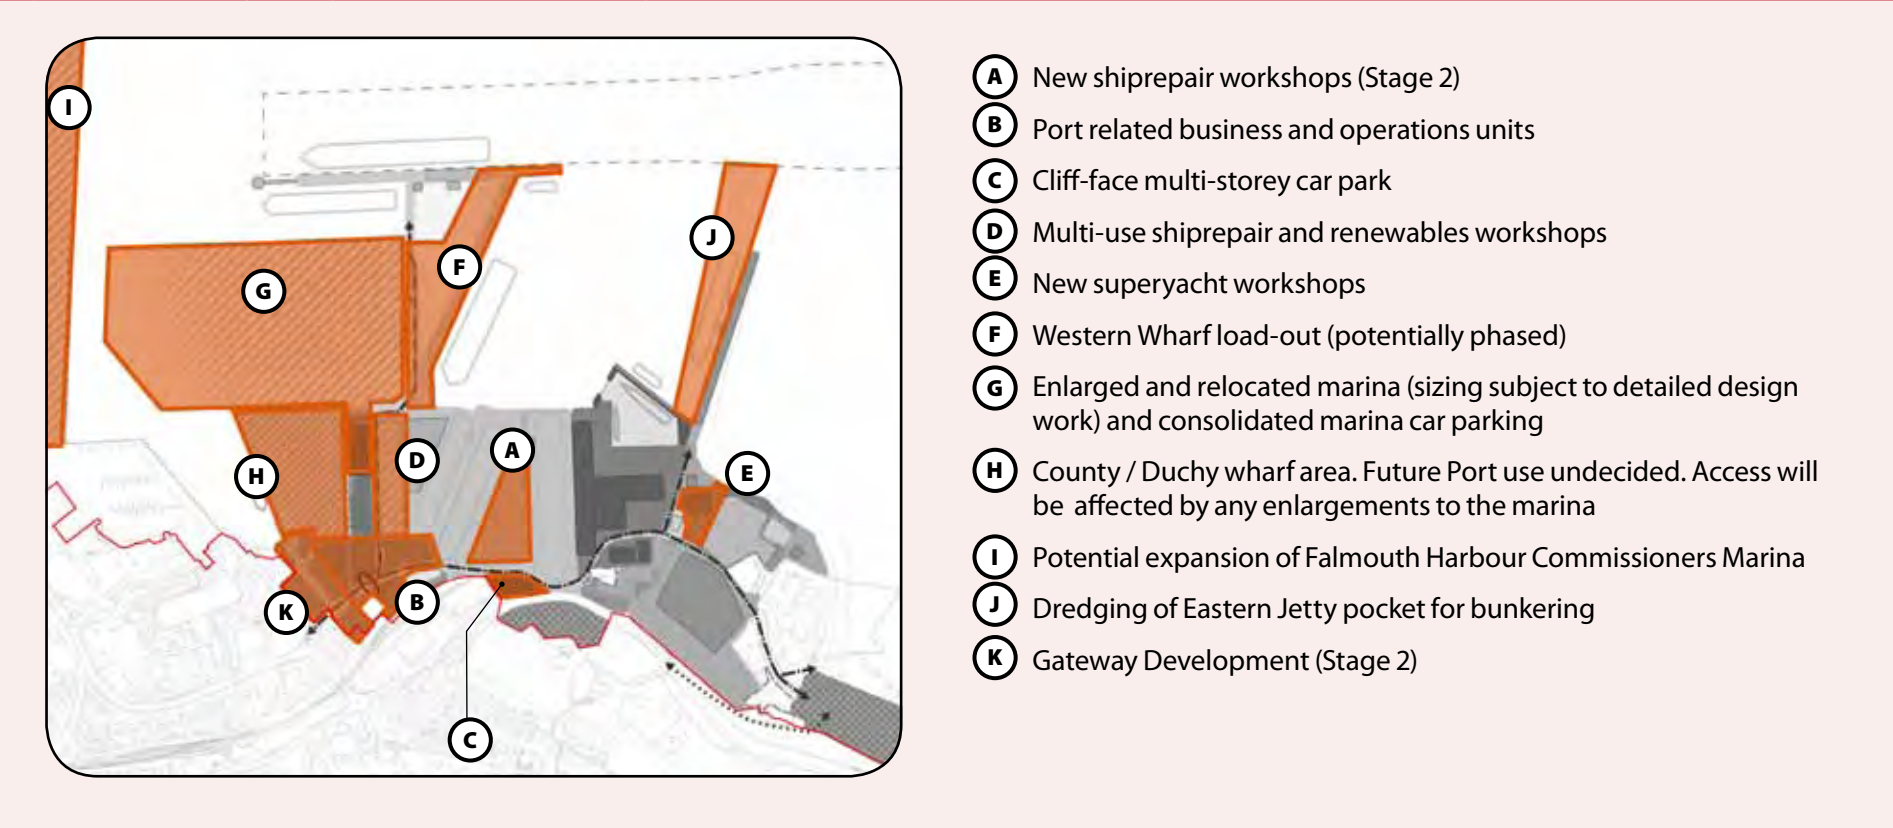 I
G
F
J
H
D
A
E
K
B
C
A New shiprepair workshops (Stage 2)
B Port related business and operations units
C Cliff-face multi-storey car park
D Multi-use shiprepair and renewables workshops
E New superyacht workshops
F Western Wharf load-out (potentially phased)
G Enlarged and relocated marina (sizing subject to detailed design
work) and consolidated marina car parking
H County / Duchy wharf area. Future Port use undecided. Access will
be affected by any enlargements to the marina
I Potential expansion of Falmouth Harbour Commissioners Marina
J Dredging of Eastern Jetty pocket for bunkering
K Gateway Development (Stage 2)